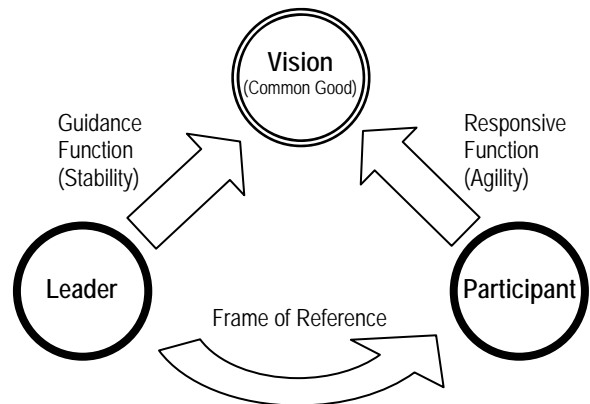 Vision
(Common Good)
Guidance
Function
(Stability)
Responsive
Function
(Agility)
Leader
Participant
Frame of Reference